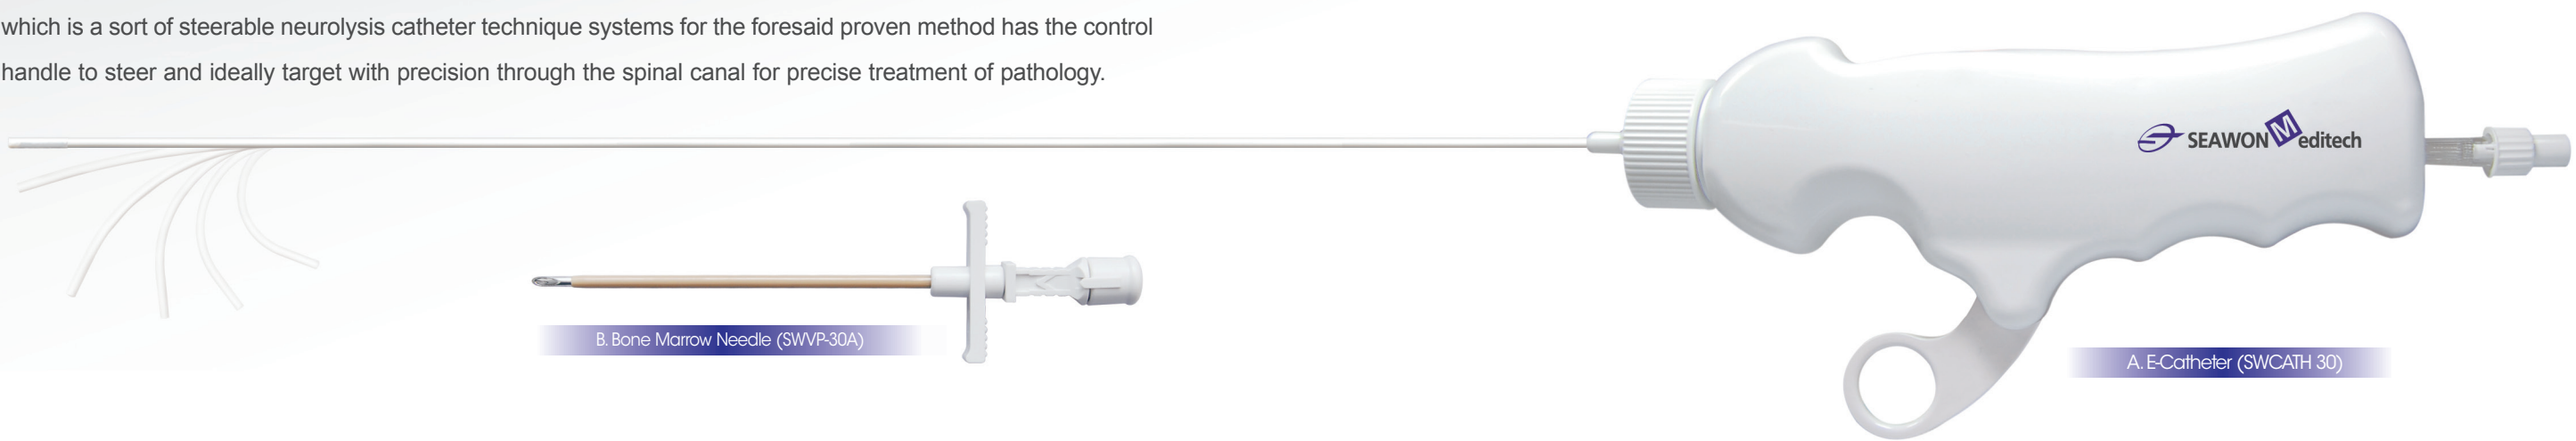 which is a sort of steerable neurolysis catheter technique systems for the foresaid proven method has the control
handle to steer and ideally target with precision through the spinal canal for precise treatment of pathology.
SEAWON Meditech
B. Bone Marrow Needle (SWVP-30A)
A. E-Catheter (SWCATH 30)